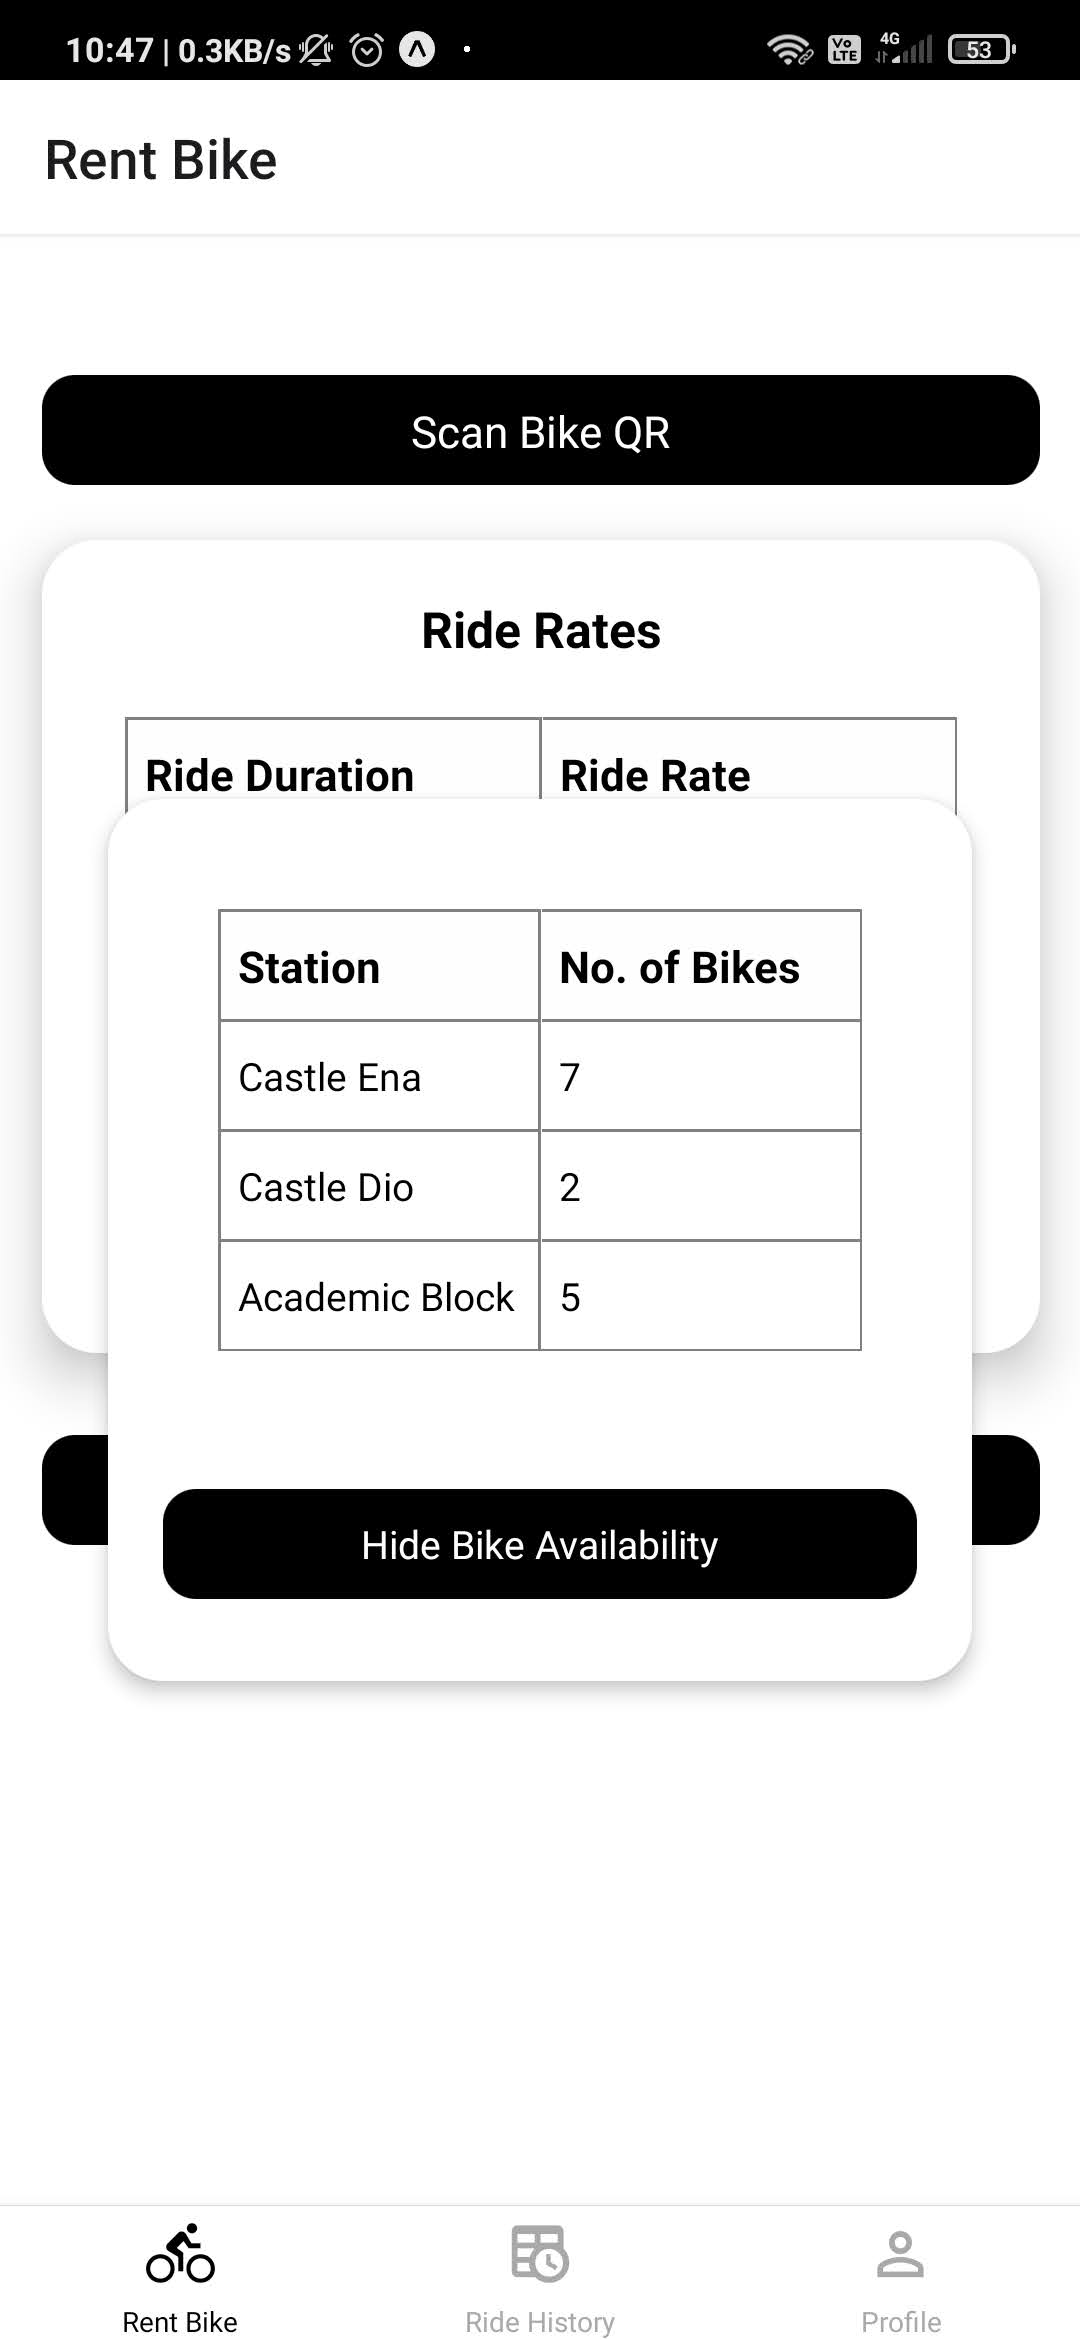 10:47 | 0.3KB/s
Vo LTE 4G 53
Rent Bike
Scan Bike QR
Ride Rates
Ride Duration Ride Rate
Station No. of Bikes
Castle Ena 7
Castle Dio 2
Academic Block 5
Hide Bike Availability
Rent Bike Ride History Profile